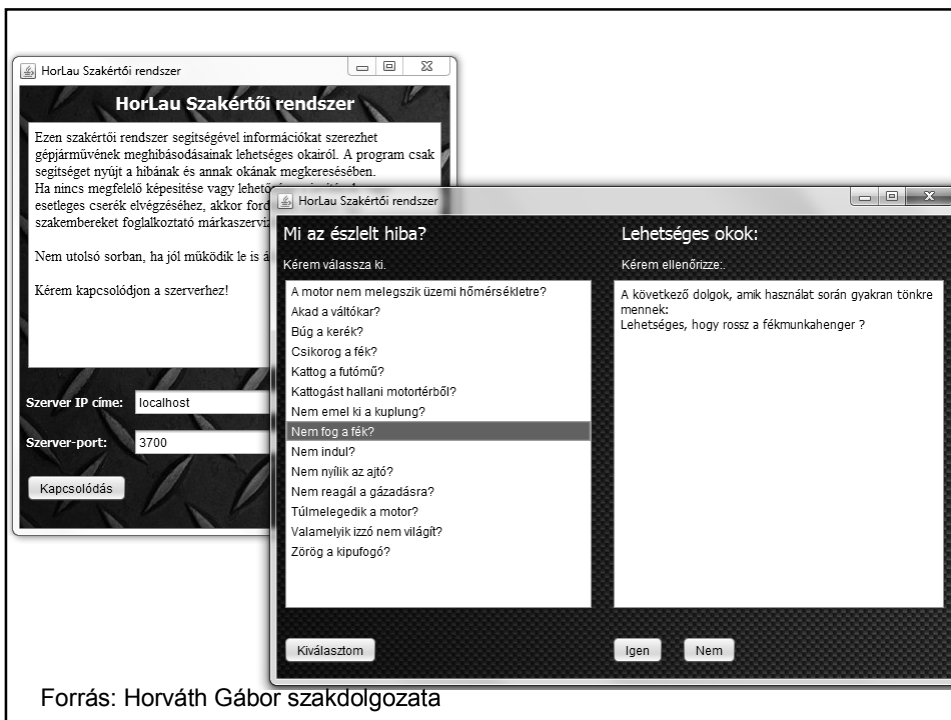 HorLau Szakértői rendszer
HorLau Szakértői rendszer
Ezen szakértői rendszer segitségével információkat szerezhet
gépjárművének meghibásodásainak lehetséges okairól. A program csak
segitséget nyújt a hibának és annak okának megkeresésében.
Ha nincs megfelelő képesitése vagy
esetleges cserék elvégzéséhez, akkor
szakembereket foglalkoztató
Nem utolsó sorban, ha jól működik le is
Kérem kapcsolódjon a szerverhez!
Szerver IP címe: localhost
Szerver-port: 3700
Kapcsolódás
HorLau Szakértői rendszer
Mi az észlelt hiba?
Kérem válassza ki.
A motor nem melegszik üzemi hőmérsékletre?
Akad a váltókar?
Búg a kerék?
Csikorog a fék?
Kattog a futómű?
Kattogást hallani motortérből?
Nem emel ki a kuplung?
Nem fog a fék?
Nem indul?
Nem nyílik az ajtó?
Nem reagál a gázadásra?
Túlmelegedik a motor?
Valamelyik izzó nem világít?
Zörög a kipufogó?
Kiválasztom
Lehetséges okok:
Kérem ellenőrizze:.
A következő dolgok, amik használat során gyakran tönkre
mennek:
Lehetséges, hogy rossz a fékmunkahenger ?
Igen Nem
Forrás: Horváth Gábor szakdolgozata